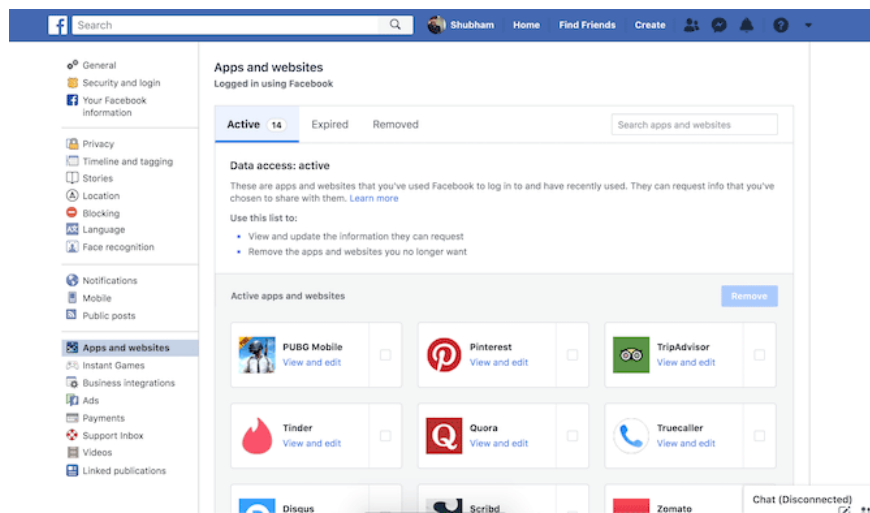 Search
Shubham
Home
Find Friends
Create
General
Security and login
Your Facebook
information
Privacy
Timeline and tagging
Stories
Location
Blocking
Language
Face recognition
Notifications
Mobile
Public posts
Apps and websites
Instant Games
Business integrations
Ads
Payments
Support Inbox
Videos
Linked publications
Apps and websites
Logged in using Facebook
Active 14
Expired
Removed
Search apps and websites
Data access: active
These are apps and websites that you've used Facebook to log in to and have recently used. They can request info that you've
chosen to share with them. Learn more
Use this list to:
• View and update the information they can request
• Remove the apps and websites you no longer want
Active apps and websites
Remove
PUBG Mobile
View and edit
Pinterest
View and edit
TripAdvisor
View and edit
Tinder
View and edit
Quora
View and edit
Truecaller
View and edit
Disqus
Scribd
Zomato
Chat (Disconnected)